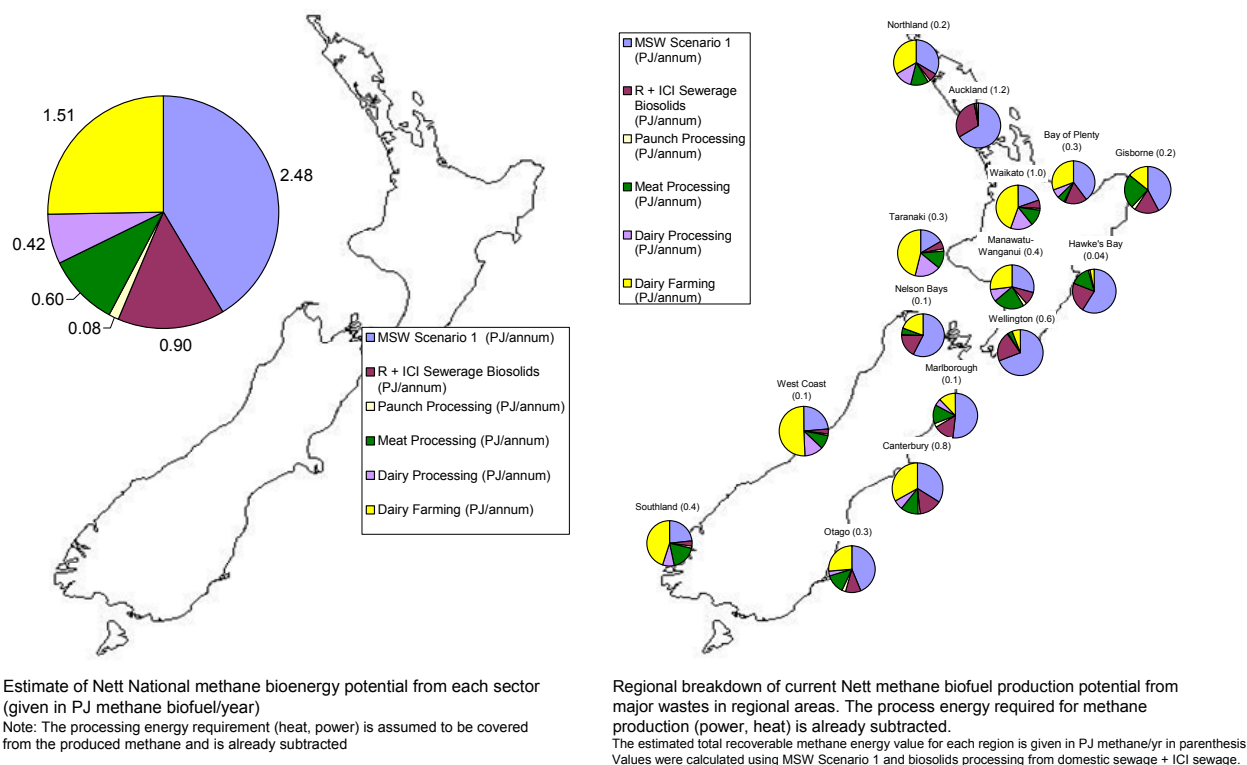 1.51
2.48
0.42
0.60
0.08
0.90
MSW Scenario 1  (PJ/annum)
R + ICI Sewerage Biosolids
(PJ/annum)
Paunch Processing (PJ/annum)
Meat Processing (PJ/annum)
Dairy Processing (PJ/annum)
Dairy Farming (PJ/annum)
Estimate of Nett National methane bioenergy potential from each sector
(given in PJ methane biofuel/year)
Note: The processing energy requirement (heat, power) is assumed to be covered
from the produced methane and is already subtracted
MSW Scenario 1
(PJ/annum)
R + ICI Sewerage
Biosolids
(PJ/annum)
Paunch Processing
(PJ/annum)
Meat Processing
(PJ/annum)
Dairy Processing
(PJ/annum)
Dairy Farming
(PJ/annum)
Northland (0.2)
Auckland (1.2)
Bay of Plenty
(0.3)
Gisborne (0.2)
Waikato (1.0)
Taranaki (0.3)
Manawatu-
Wanganui (0.4)
Hawke's Bay
(0.04)
Nelson Bays
(0.1)
Wellington (0.6)
Marlborough
(0.1)
West Coast
(0.1)
Canterbury (0.8)
Southland (0.4)
Otago (0.3)
Regional breakdown of current Nett methane biofuel production potential from
major wastes in regional areas. The process energy required for methane
production (power, heat) is already subtracted.
The estimated total recoverable methane energy value for each region is given in PJ methane/yr in parenthesis
Values were calculated using MSW Scenario 1 and biosolids processing from domestic sewage + ICI sewage.